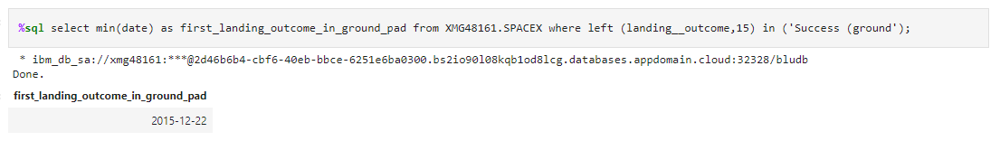 %sql select min(date) as first_landing_outcome_in_ground_pad from XMG48161.SPACEX where left (landing__outcome,15) in ('Success (ground');
* ibm_db_sa://xmg48161:***@2d46b6b4-cbf6-40eb-bbce-6251e6ba0300.bs2io90l08kqb1od8lcg.databases.appdomain.cloud:32328/bludb
Done.
first_landing_outcome_in_ground_pad
2015-12-22